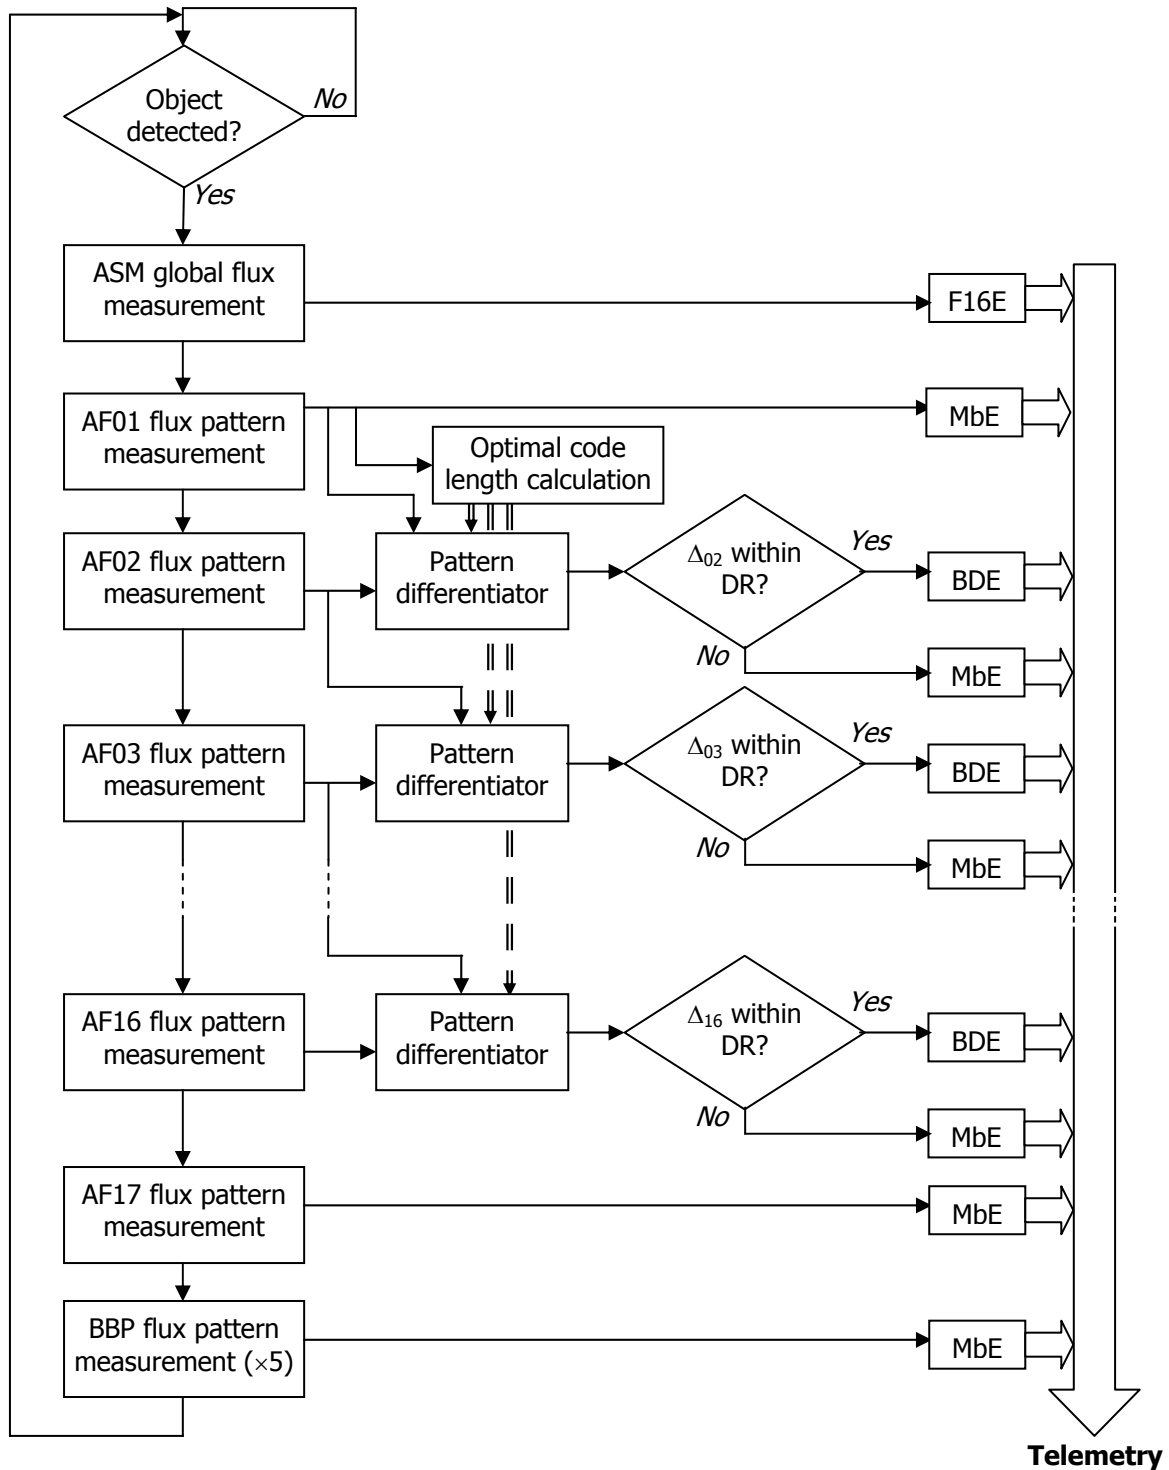 Object
detected?
No
Yes
ASM global flux
measurement
F16E
AF01 flux pattern
measurement
MbE
Optimal code
length calculation
AF02 flux pattern
measurement
Pattern
differentiator
Δ02 within
DR?
Yes
BDE
No
MbE
AF03 flux pattern
measurement
Pattern
differentiator
Δ03 within
DR?
Yes
BDE
No
MbE
AF16 flux pattern
measurement
Pattern
differentiator
Δ16 within
DR?
Yes
BDE
No
MbE
AF17 flux pattern
measurement
MbE
BBP flux pattern
measurement (×5)
MbE
Telemetry